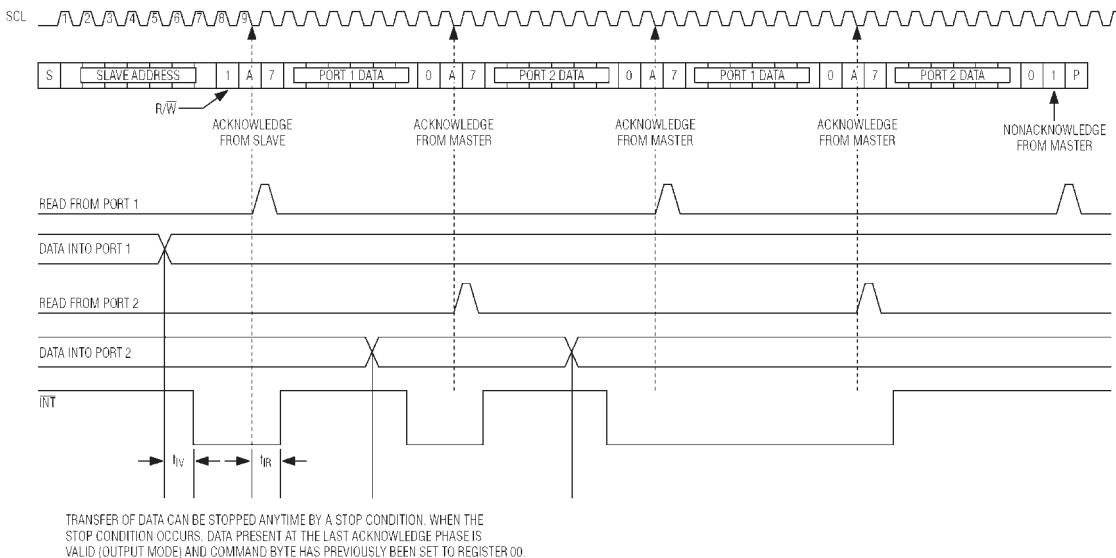 SCL 1 2 3 4 5 6 7 8 9
S SLAVE ADDRESS 1 A 7 PORT 1 DATA 0 A 7 PORT 2 DATA 0 A 7 PORT 1 DATA 0 A 7 PORT 2 DATA 0 1 P
R/W̅
ACKNOWLEDGE
FROM SLAVE
ACKNOWLEDGE
FROM MASTER
ACKNOWLEDGE
FROM MASTER
ACKNOWLEDGE
FROM MASTER
NONACKNOWLEDGE
FROM MASTER
READ FROM PORT 1
DATA INTO PORT 1
READ FROM PORT 2
DATA INTO PORT 2
I̅N̅T̅
tIV tIR
TRANSFER OF DATA CAN BE STOPPED ANYTIME BY A STOP CONDITION. WHEN THE
STOP CONDITION OCCURS, DATA PRESENT AT THE LAST ACKNOWLEDGE PHASE IS
VALID (OUTPUT MODE) AND COMMAND BYTE HAS PREVIOUSLY BEEN SET TO REGISTER 00.